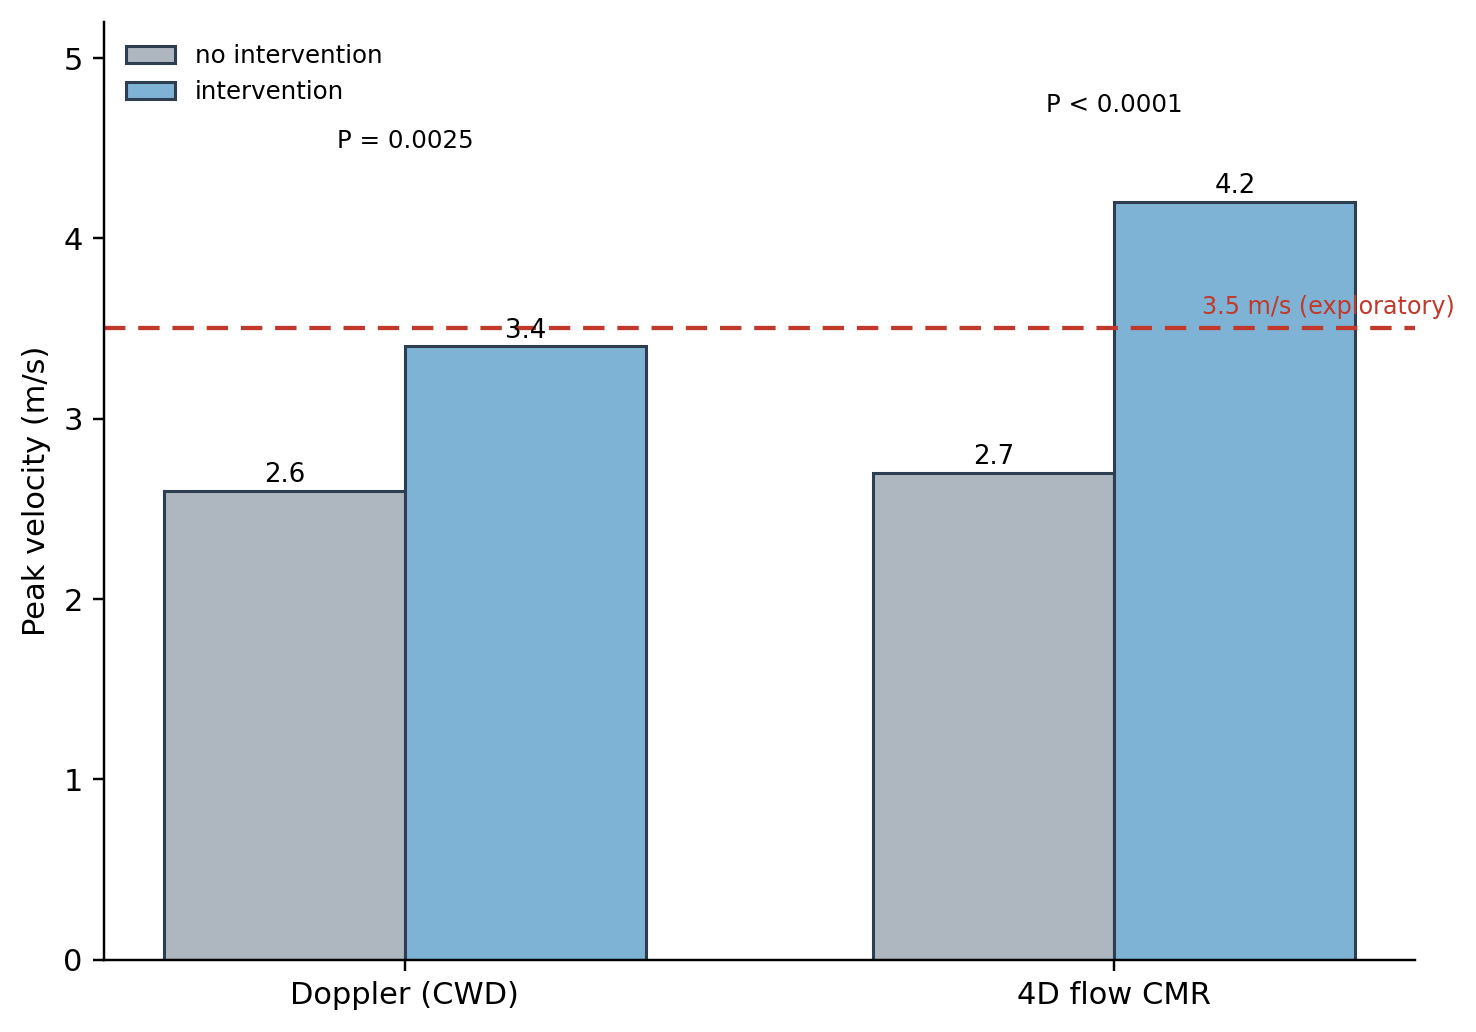 no intervention
intervention
P = 0.0025
P < 0.0001
5
4
3
2
1
0
Peak velocity (m/s)
2.6
3.4
2.7
4.2
3.5 m/s (exploratory)
Doppler (CWD)
4D flow CMR